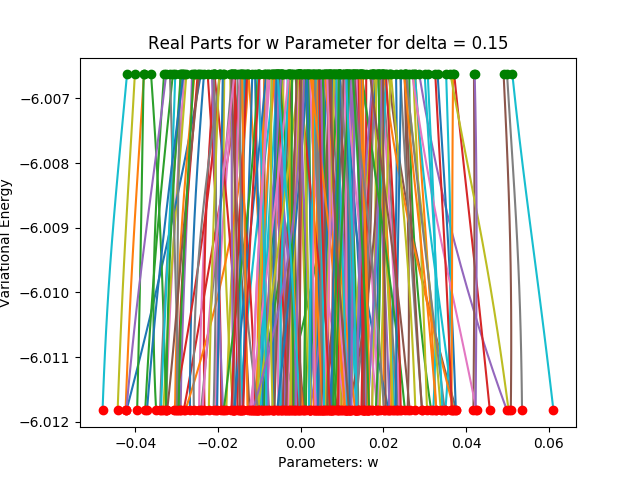 Real Parts for w Parameter for delta = 0.15
Variational Energy
−6.007
−6.008
−6.009
−6.010
−6.011
−6.012
−0.04 −0.02 0.00 0.02 0.04 0.06
Parameters: w